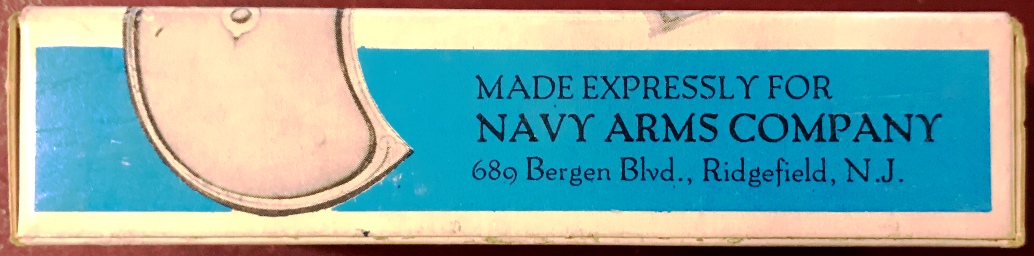 MADE EXPRESSLY FOR
NAVY ARMS COMPANY
689 Bergen Blvd., Ridgefield, N.J.